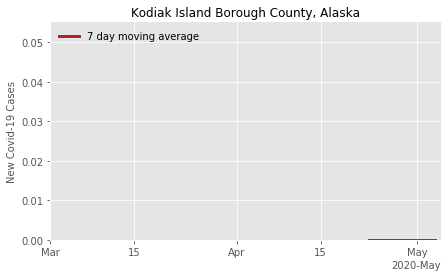 Kodiak Island Borough County, Alaska
7 day moving average
New Covid-19 Cases
0.05
0.04
0.03
0.02
0.01
0.00
Mar
15
Apr
15
May
2020-May